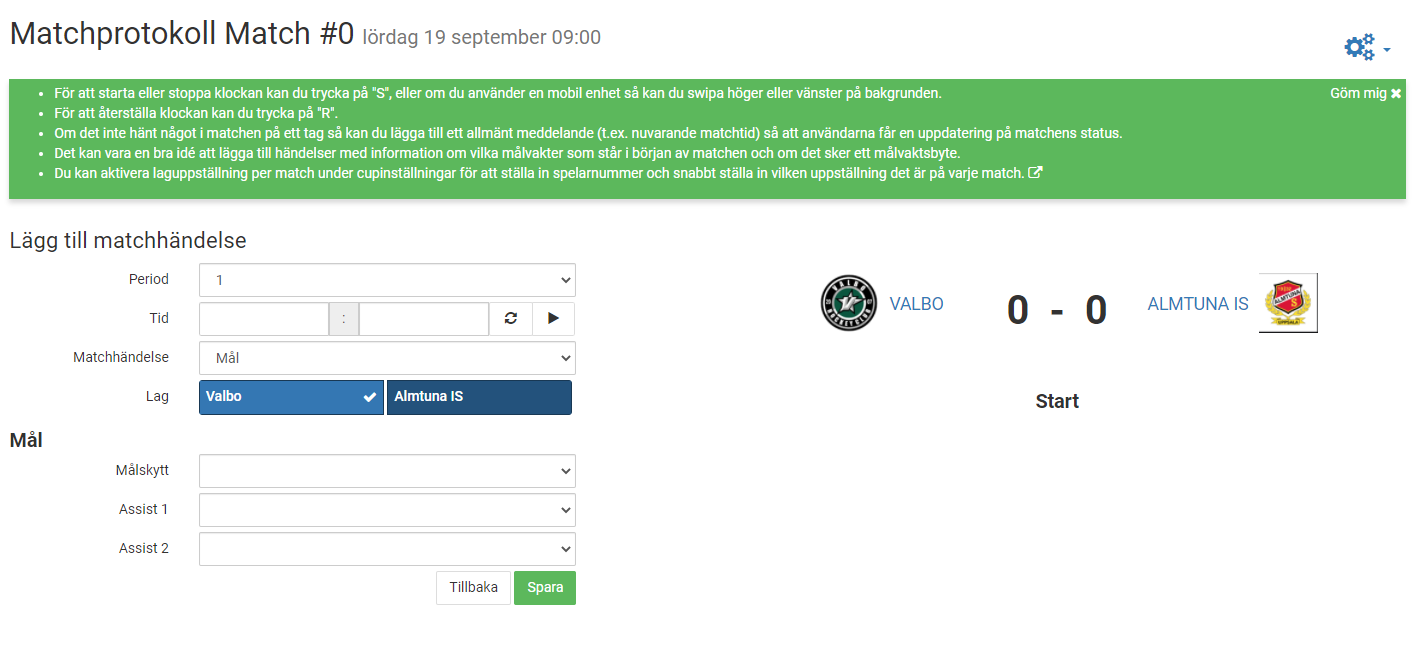 Matchprotokoll Match #0 lördag 19 september 09:00
För att starta eller stoppa klockan kan du trycka på "S", eller om du använder en mobil enhet så kan du swipa höger eller vänster på bakgrunden.
Göm mig
För att återställa klockan kan du trycka på "R".
Om det inte hänt något i matchen på ett tag så kan du lägga till ett allmänt meddelande (t.ex. nuvarande matchtid) så att användarna får en uppdatering på matchens status.
Det kan vara en bra idé att lägga till händelser med information om vilka målvakter som står i början av matchen och om det sker ett målvaktsbyte.
Du kan aktivera laguppställning per match under cupinställningar för att ställa in spelarnummer och snabbt ställa in vilken uppställning det är på varje match.
Lägg till matchhändelse
Period 1
Tid :
Matchhändelse Mål
Lag Valbo Almtuna IS
Mål
Målskytt
Assist 1
Assist 2
Tillbaka Spara
VALBO 0 - 0 ALMTUNA IS
ALMTUNA
Start